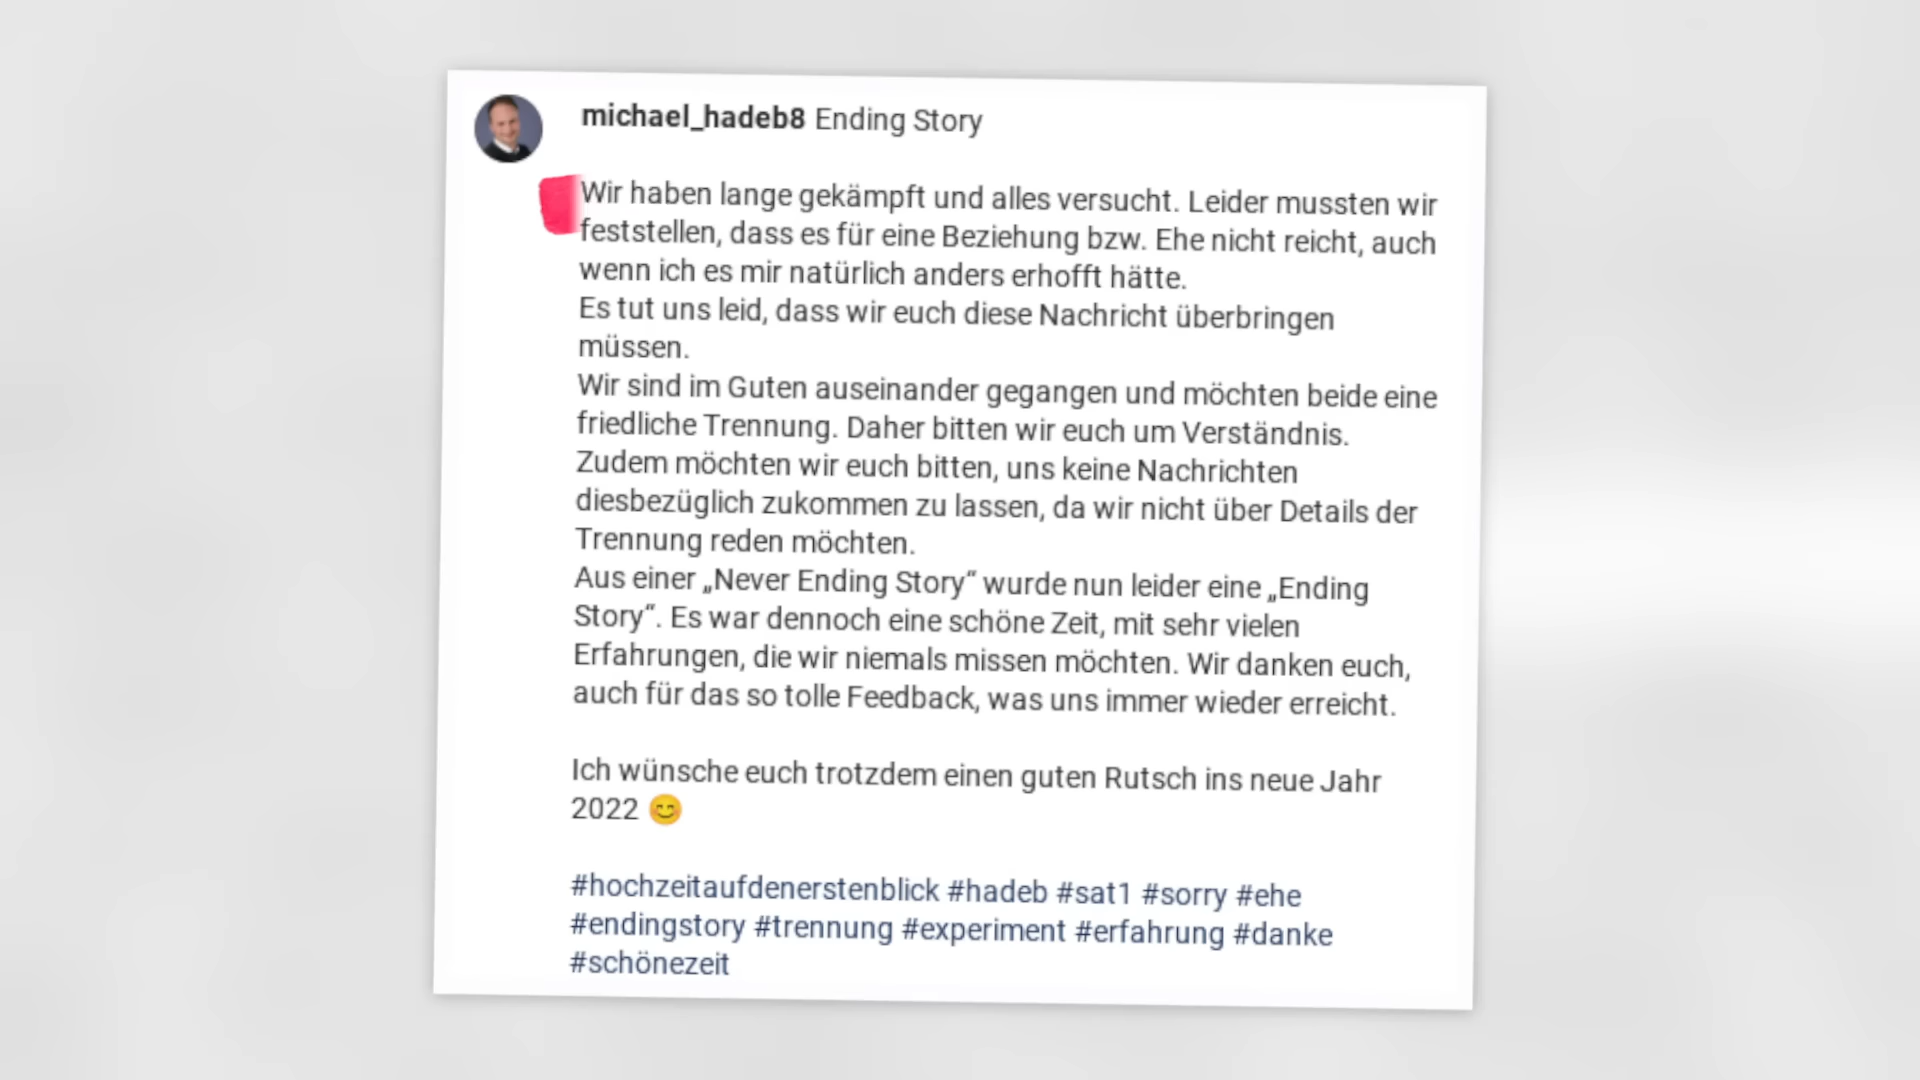 michael_hadeb8 Ending Story
Wir haben lange gekämpft und alles versucht. Leider mussten wir
feststellen, dass es für eine Beziehung bzw. Ehe nicht reicht, auch
wenn ich es mir natürlich anders erhofft hätte.
Es tut uns leid, dass wir euch diese Nachricht überbringen
müssen.
Wir sind im Guten auseinander gegangen und möchten beide eine
friedliche Trennung. Daher bitten wir euch um Verständnis.
Zudem möchten wir euch bitten, uns keine Nachrichten
diesbezüglich zukommen zu lassen, da wir nicht über Details der
Trennung reden möchten.
Aus einer „Never Ending Story“ wurde nun leider eine „Ending
Story“. Es war dennoch eine schöne Zeit, mit sehr vielen
Erfahrungen, die wir niemals missen möchten. Wir danken euch,
auch für das so tolle Feedback, was uns immer wieder erreicht.
Ich wünsche euch trotzdem einen guten Rutsch ins neue Jahr
2022 😊
#hochzeitaufdenerstenblick #hadeb #sat1 #sorry #ehe
#endingstory #trennung #experiment #erfahrung #danke
#schönezeit